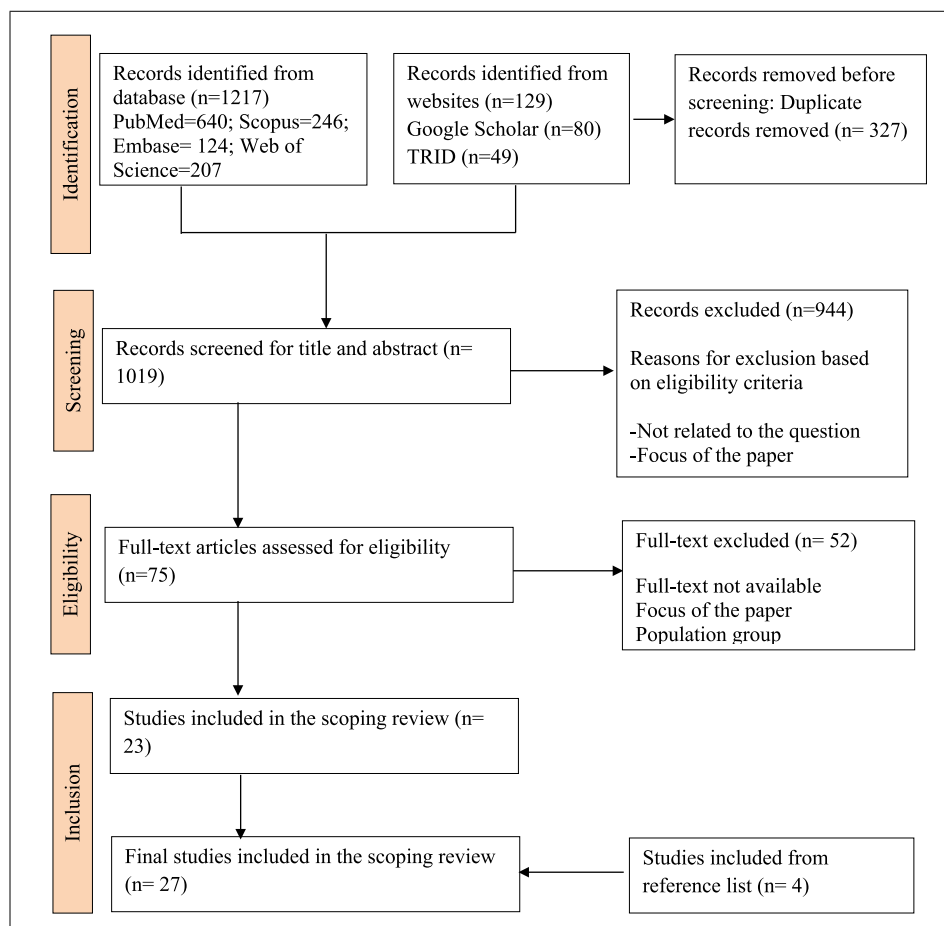 Identification
Records identified from
database (n=1217)
PubMed=640; Scopus=246;
Embase= 124; Web of
Science=207
Records identified from
websites (n=129)
Google Scholar (n=80)
TRID (n=49)
Records removed before
screening: Duplicate
records removed (n= 327)
Screening
Records screened for title and abstract (n=
1019)
Records excluded (n=944)
Reasons for exclusion based
on eligibility criteria
-Not related to the question
-Focus of the paper
Eligibility
Full-text articles assessed for eligibility
(n=75)
Full-text excluded (n= 52)
Full-text not available
Focus of the paper
Population group
Inclusion
Studies included in the scoping review (n=
23)
Final studies included in the scoping review
(n= 27)
Studies included from
reference list (n= 4)